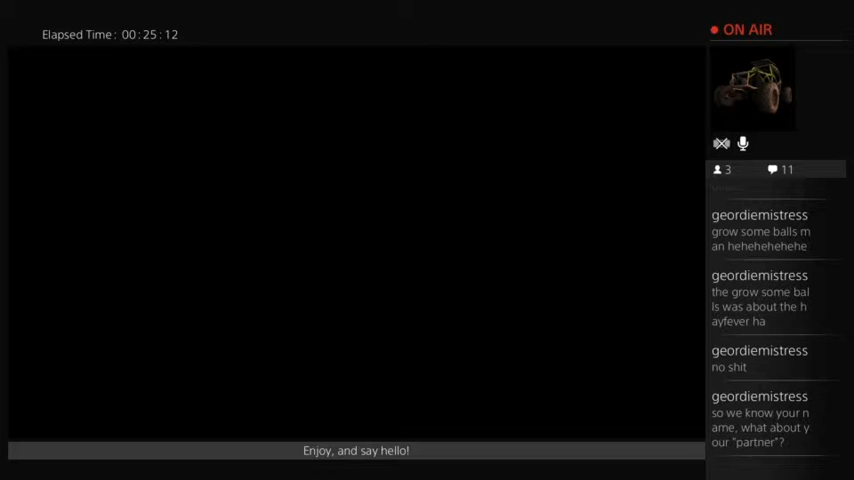 Elapsed Time: 00:25:12
ON AIR
3
11
geordiemistress
grow some balls m
an hehehehehehe
geordiemistress
the grow some bal
ls was about the h
ayfever ha
geordiemistress
no shit
geordiemistress
so we know your n
ame, what about y
our "partner"?
Enjoy, and say hello!